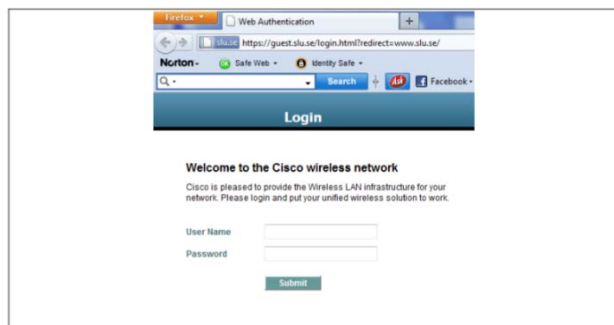 Firefox
Web Authentication
slu.se https://guest.slu.se/login.html?redirect=www.slu.se/
Norton
Safe Web
Identity Safe
Search
Ask
Facebook
Login
Welcome to the Cisco wireless network
Cisco is pleased to provide the Wireless LAN infrastructure for your
network. Please login and put your unified wireless solution to work.
User Name
Password
Submit